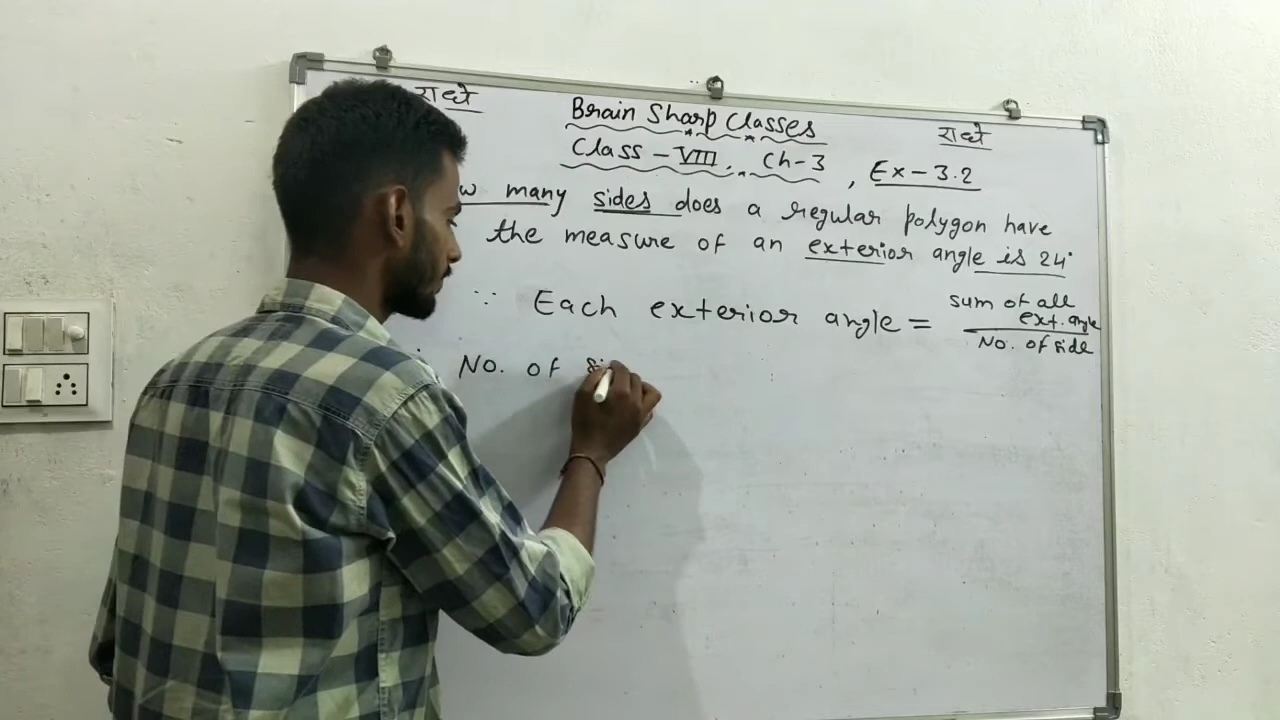 राधे
Brain Sharp Classes
राधे
Class - VIII, Ch-3, Ex-3.2
many sides does a regular polygon have
the measure of an exterior angle is 24°
∵ Each exterior angle = sum of all
ext. angle
No. of side
No. of si